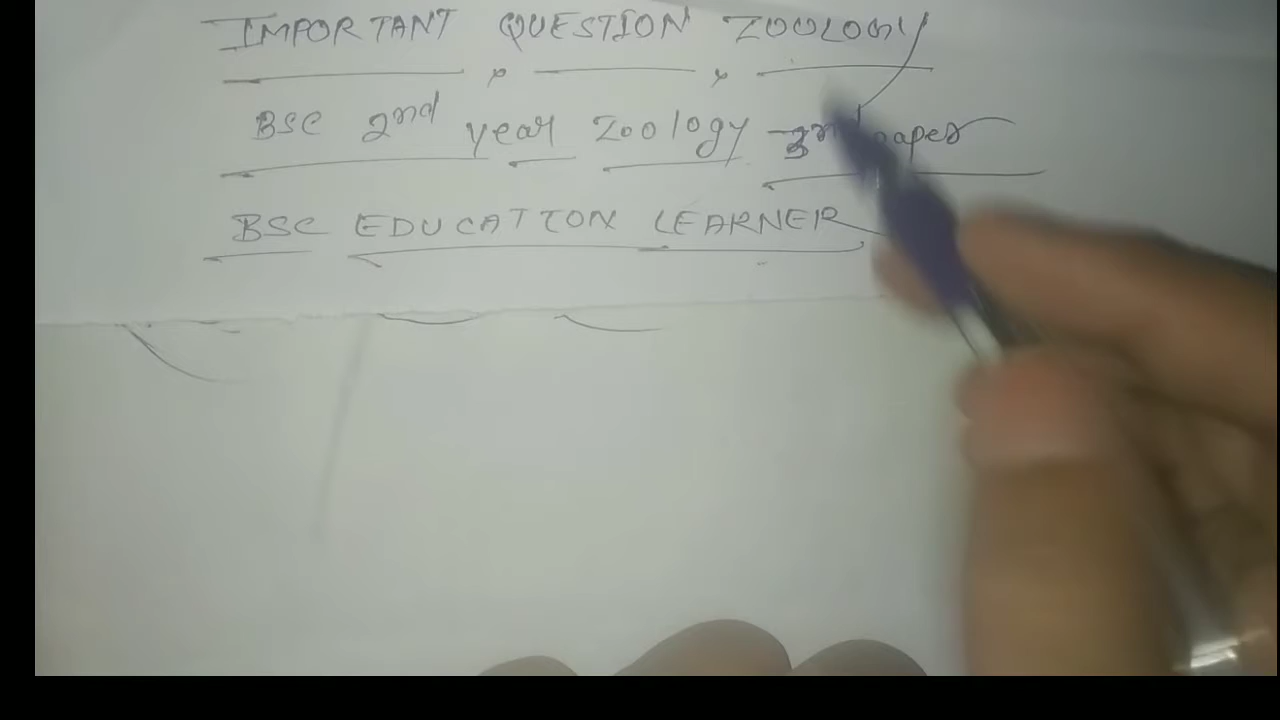 IMPORTANT QUESTION ZOOLOGY
BSC 2nd year Zoology 3rd paper
BSC EDUCATION LEARNER